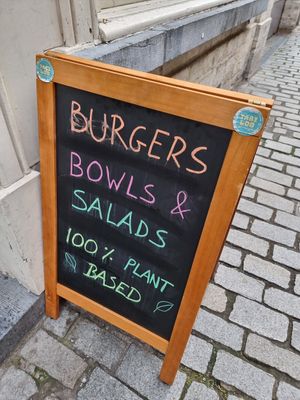 BURGERS
BOWLS &
SALADS
100% PLANT
BASED